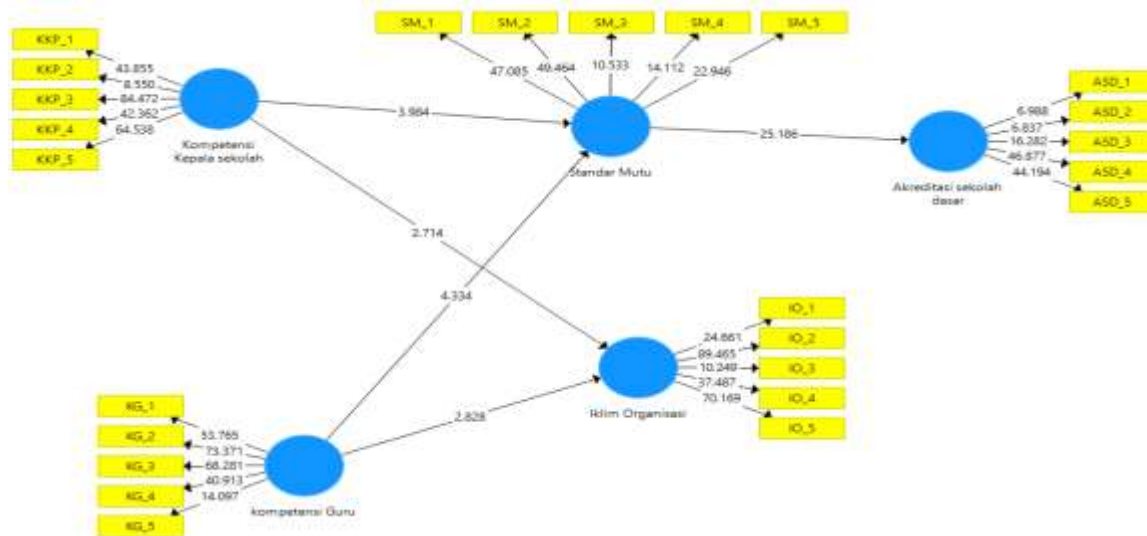 KKP_1
KKP_2
KKP_3
KKP_4
KKP_5
43.855
8.550
84.472
42.362
64.538
Kompetensi
Kepala sekolah
SM_1
SM_2
SM_3
SM_4
SM_5
47.085
49.464
10.533
14.112
22.946
Standar Mutu
3.984
25.186
ASD_1
ASD_2
ASD_3
ASD_4
ASD_5
6.988
6.837
16.282
46.877
44.194
Akreditasi sekolah
dasar
2.714
4.334
2.828
IO_1
IO_2
IO_3
IO_4
IO_5
24.661
89.465
10.249
37.487
70.169
Iklim Organisasi
KG_1
KG_2
KG_3
KG_4
KG_5
53.765
73.371
68.281
40.913
14.097
kompetensi Guru